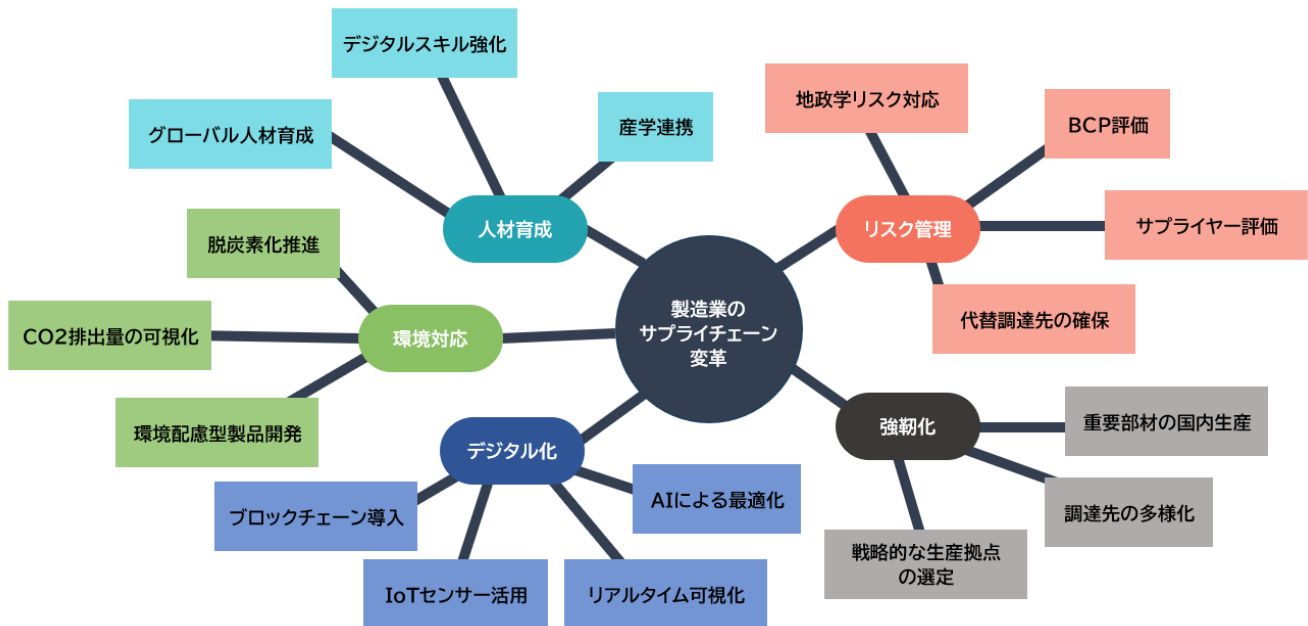 製造業の
サプライチェーン
変革
人材育成
デジタルスキル強化
グローバル人材育成
産学連携
リスク管理
地政学リスク対応
BCP評価
サプライヤー評価
代替調達先の確保
環境対応
脱炭素化推進
CO2排出量の可視化
環境配慮型製品開発
デジタル化
ブロックチェーン導入
IoTセンサー活用
リアルタイム可視化
AIによる最適化
強靭化
重要部材の国内生産
調達先の多様化
戦略的な生産拠点
の選定